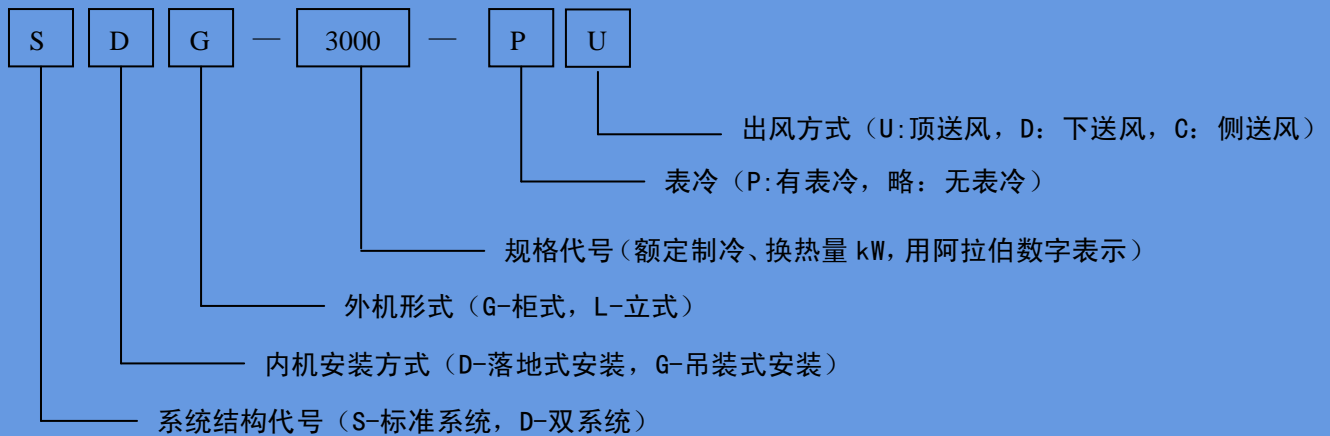 S D G — 3000 — P U
出风方式（U:顶送风，D：下送风，C：侧送风）
表冷（P:有表冷，略：无表冷）
规格代号（额定制冷、换热量 kW, 用阿拉伯数字表示）
外机形式（G-柜式，L-立式）
内机安装方式（D-落地式安装，G-吊装式安装）
系统结构代号（S-标准系统，D-双系统）